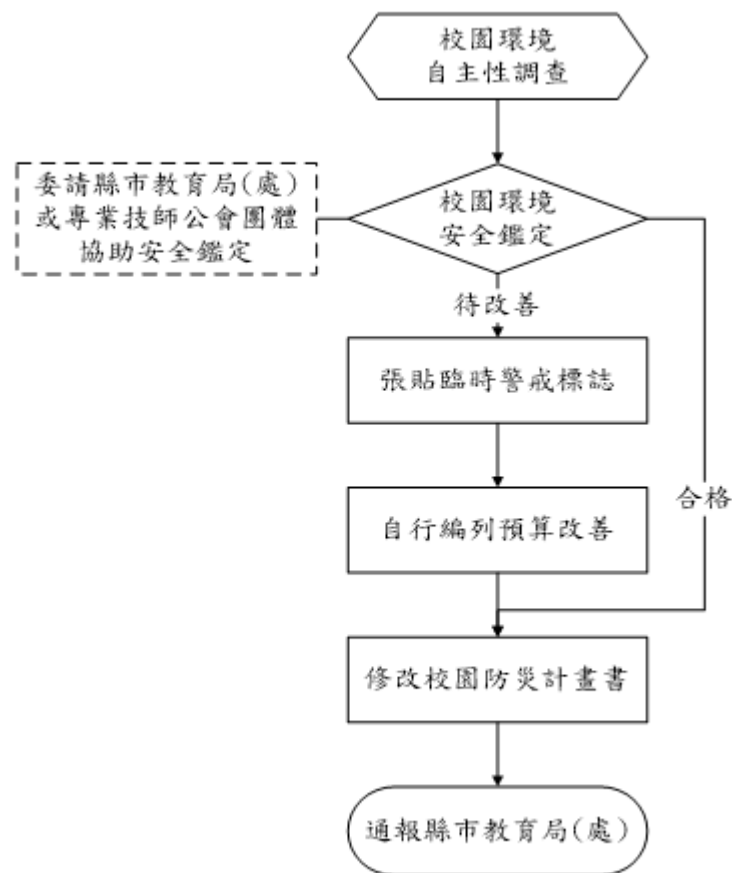 校園環境
自主性調查
委請縣市教育局(處)
或專業技師公會團體
協助安全鑑定
校園環境
安全鑑定
待改善
張貼臨時警戒標誌
合格
自行編列預算改善
修改校園防災計畫書
通報縣市教育局(處)